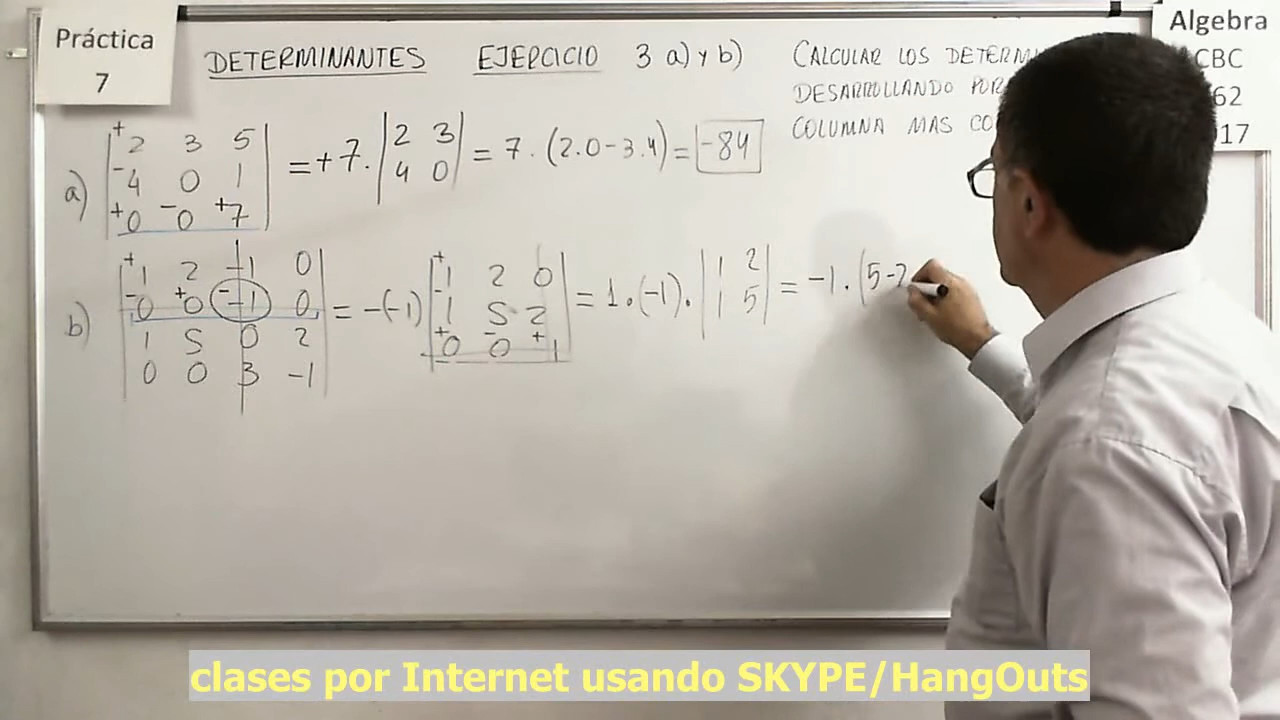 Práctica
7
DETERMINANTES EJERCICIO 3 a) y b)
CALCULAR LOS
DESARROLLANDO POR
COLUMNA MAS
Algebra
CBC
62
17
a) |+2 3 5| = +7. |2 3| = 7. (2.0-3.4) = -84
|-4 0 1| |4 0|
|+0 -0 +7|
b) |+1 2 -1 0| = -(-1) |+1 2 0| = 1.(-1). |1 2| = -1. (5-2
|-0 +0 -1 0| |-1 5 2| |1 5|
|1 5 0 2| |+0 -0 +-1|
|0 0 3 -1|
clases por Internet usando SKYPE/HangOuts